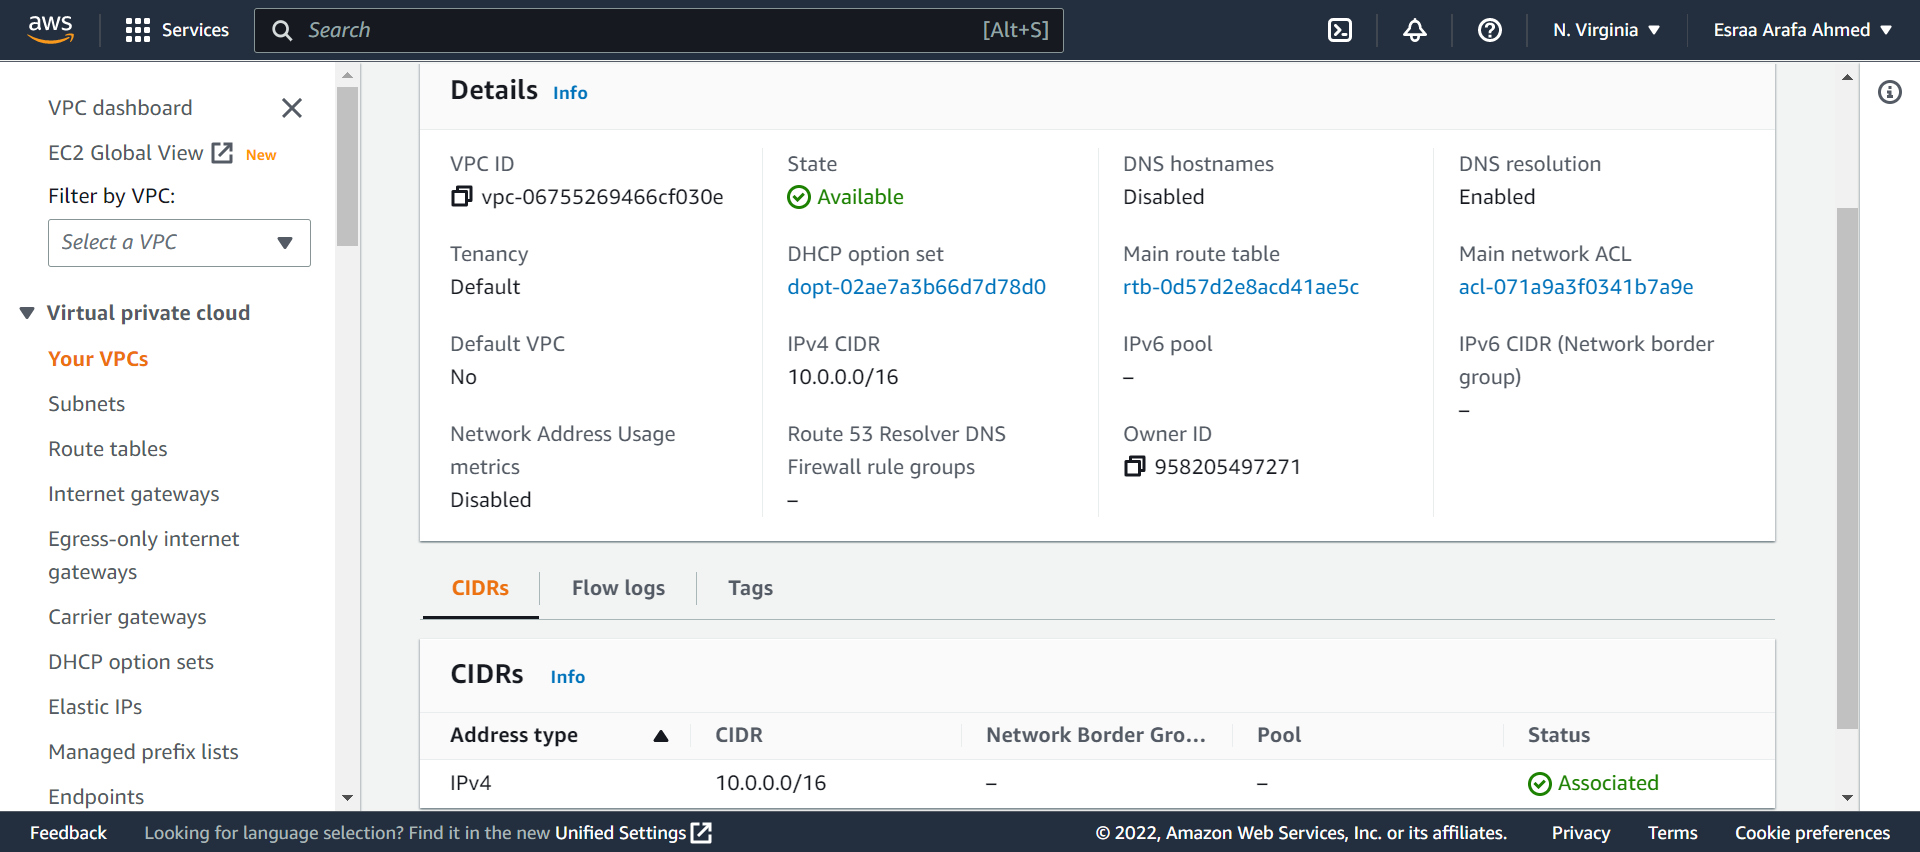 aws
Services
Search
[Alt+S]
N. Virginia
Esraa Arafa Ahmed
VPC dashboard
EC2 Global View New
Filter by VPC:
Select a VPC
Virtual private cloud
Your VPCs
Subnets
Route tables
Internet gateways
Egress-only internet
gateways
Carrier gateways
DHCP option sets
Elastic IPs
Managed prefix lists
Endpoints
Details Info
VPC ID
vpc-06755269466cf030e
State
Available
DNS hostnames
Disabled
DNS resolution
Enabled
Tenancy
Default
DHCP option set
dopt-02ae7a3b66d7d78d0
Main route table
rtb-0d57d2e8acd41ae5c
Main network ACL
acl-071a9a3f0341b7a9e
Default VPC
No
IPv4 CIDR
10.0.0.0/16
IPv6 pool
–
IPv6 CIDR (Network border
group)
–
Network Address Usage
metrics
Disabled
Route 53 Resolver DNS
Firewall rule groups
–
Owner ID
958205497271
CIDRs
Flow logs
Tags
CIDRs Info
Address type CIDR Network Border Gro... Pool Status
IPv4 10.0.0.0/16 – – Associated
Feedback
Looking for language selection? Find it in the new Unified Settings
© 2022, Amazon Web Services, Inc. or its affiliates.
Privacy
Terms
Cookie preferences